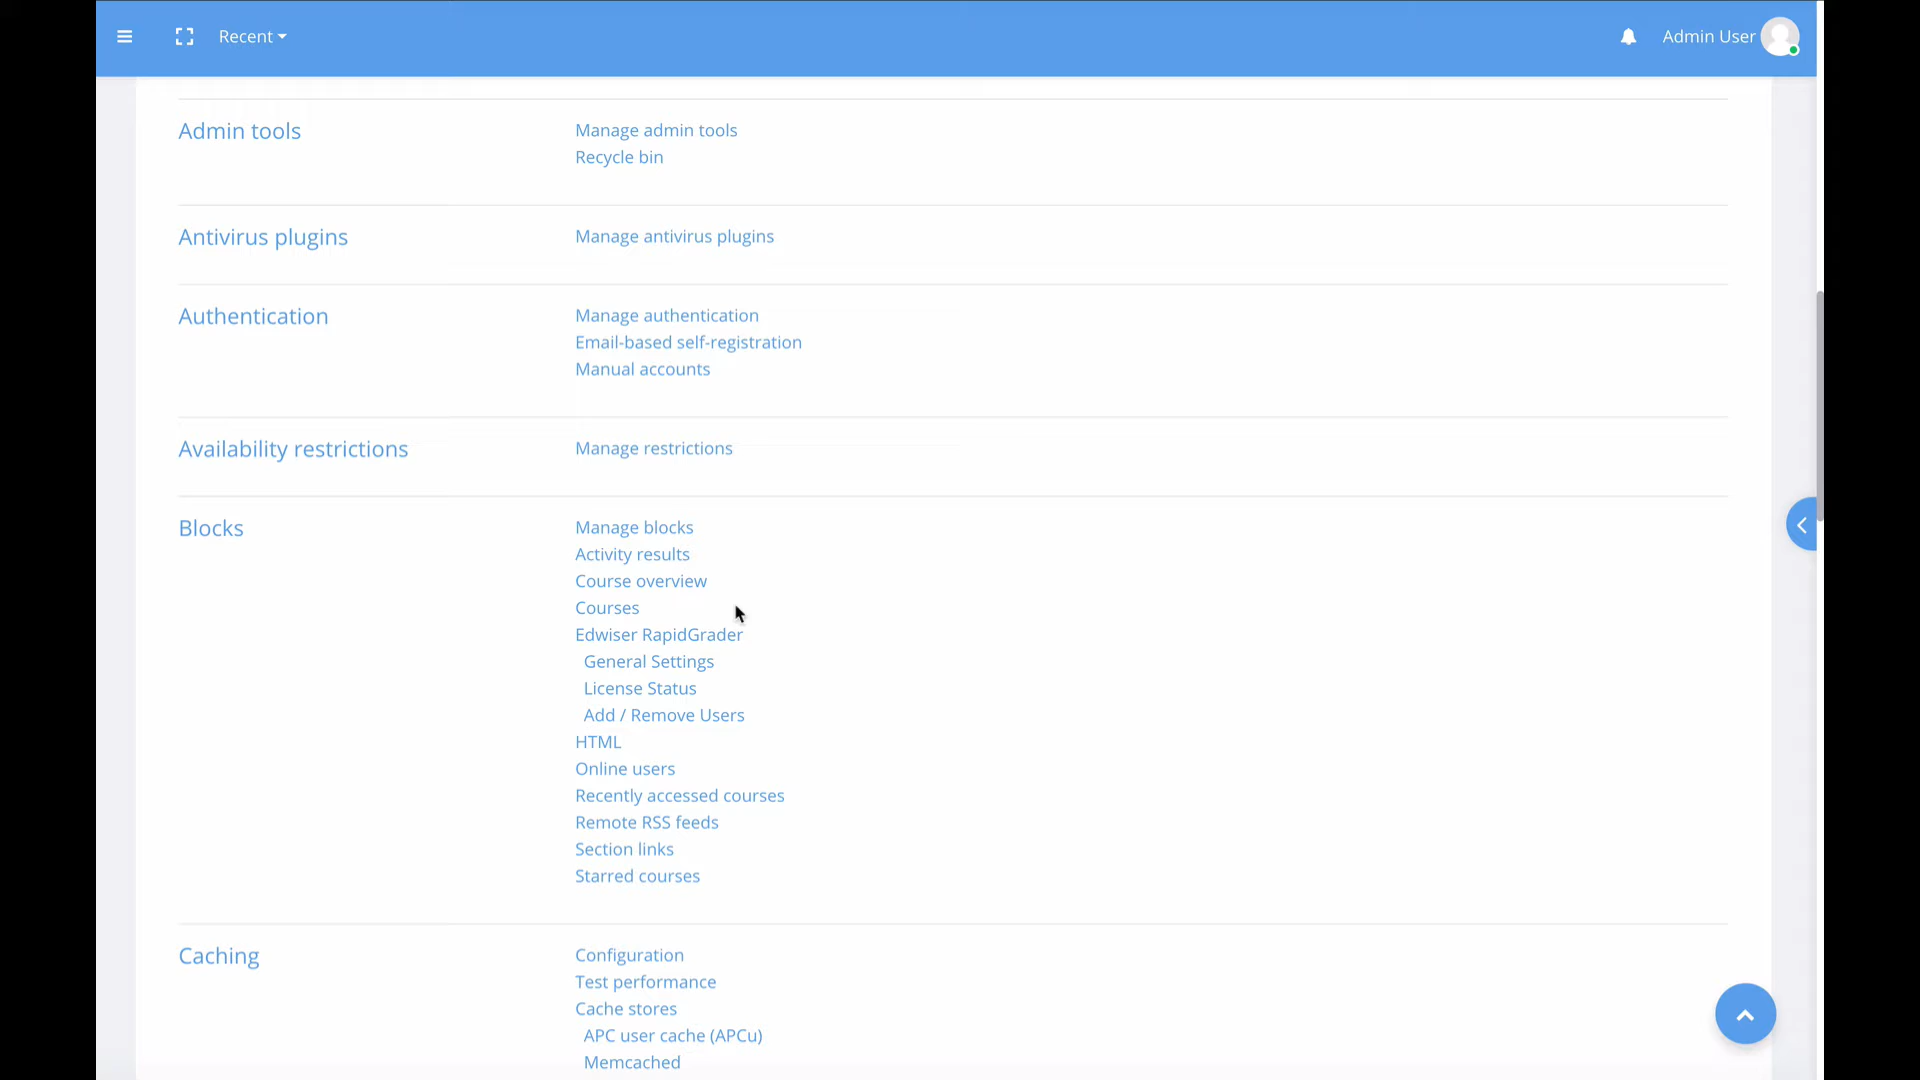 Recent
Admin User
Admin tools
Manage admin tools
Recycle bin
Antivirus plugins
Manage antivirus plugins
Authentication
Manage authentication
Email-based self-registration
Manual accounts
Availability restrictions
Manage restrictions
Blocks
Manage blocks
Activity results
Course overview
Courses
Edwiser RapidGrader
General Settings
License Status
Add / Remove Users
HTML
Online users
Recently accessed courses
Remote RSS feeds
Section links
Starred courses
Caching
Configuration
Test performance
Cache stores
APC user cache (APCu)
Memcached